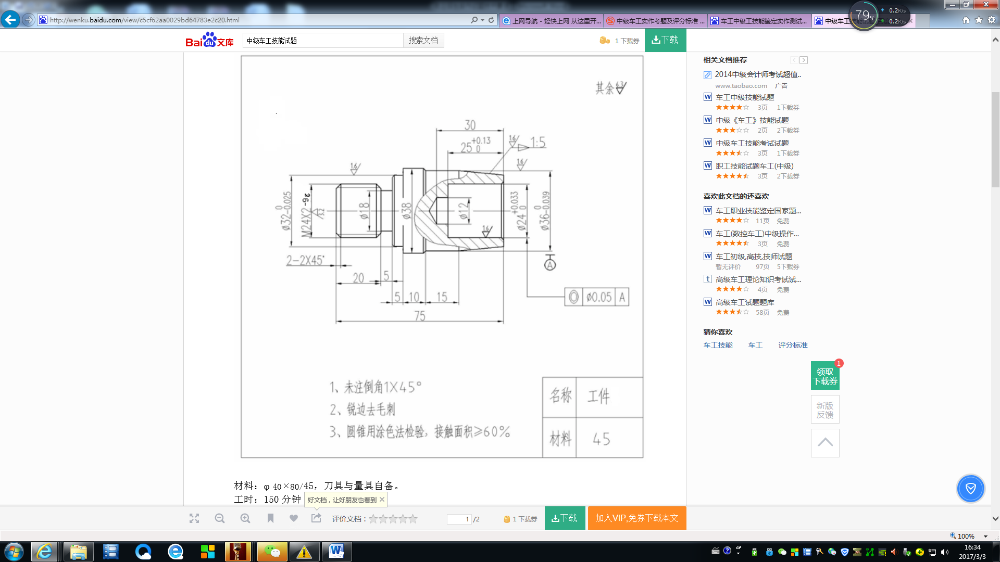 79%
0.2K/s
0.2K/s
http://wenku.baidu.com/view/c5cf62aa0029bd64783e2c20.html
上网导航 - 轻快上网 从这里开...
中级车工实作考题及评分标准 ...
车工中级工技能鉴定实作测试...
Baidu文库
中级车工技能试题
搜索文档
1 下载券
下载
其余 6.3
30
25 +0.13 0
1.6
1:5
1.6
1.6
ø32 0 -0.025
M24X2-9g
3.2
ø18
ø38
ø12
1.6
ø24 +0.033 0
ø36 0 -0.039
A
2-2X45°
20
5
5
10
15
75
ø0.05
A
1、未注倒角1X45°
2、锐边去毛刺
3、圆锥用涂色法检验，接触面积≥60%
名称
工件
材料
45
材料：φ 40×80/45，刀具与量具自备。
工时：150 分钟
好文档，让好朋友也看到
评价文档：
1 /2
1 下载券
下载
加入VIP,免券下载本文
相关文档推荐
2014中级会计师考试超值..
www.taobao.com 广告
车工中级技能试题
3页 1下载券
中级《车工》技能试题
2页 2下载券
中级车工技能考试试题
3页 1下载券
职工技能试题车工(中级)
3页 2下载券
喜欢此文档的还喜欢
车工职业技能鉴定国家题...
11页 免费
车工(数控车工)中级操作...
3页 免费
车工初级,高技,技师试题
暂无评价 97页 5下载券
高级车工理论知识考试试...
4页 免费
高级车工试题题库
58页 免费
猜你喜欢
车工技能 车工 评分标准
1
领取
下载券
新版
反馈
100%
16:34
2017/3/3